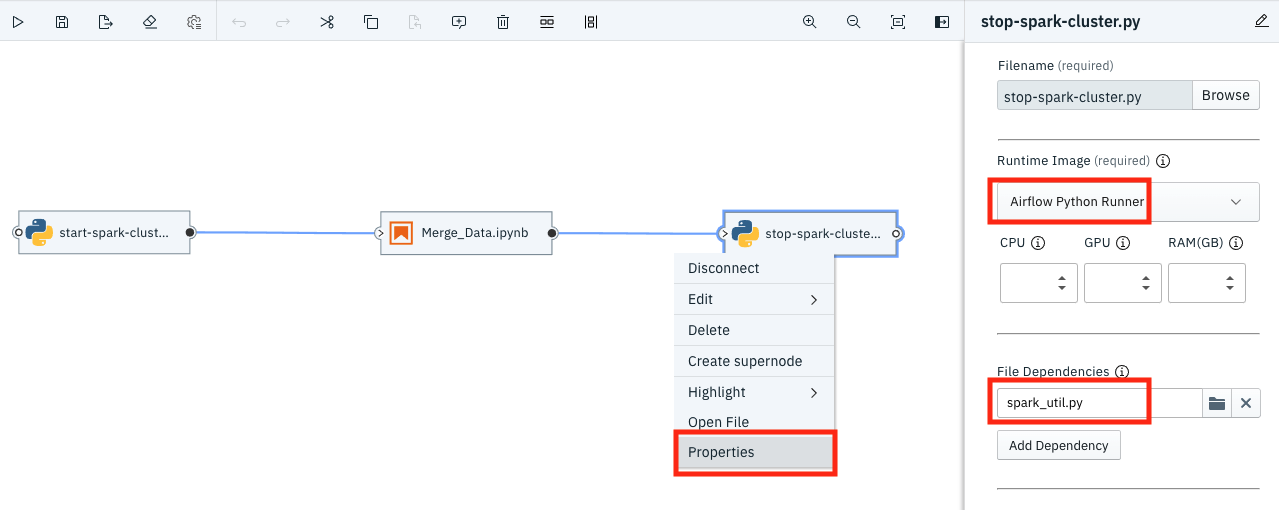 start-spark-clust...
Merge_Data.ipynb
stop-spark-cluste...
Disconnect
Edit
Delete
Create supernode
Highlight
Open File
Properties
stop-spark-cluster.py
Filename (required)
stop-spark-cluster.py
Browse
Runtime Image (required)
Airflow Python Runner
CPU GPU RAM(GB)
File Dependencies
spark_util.py
Add Dependency